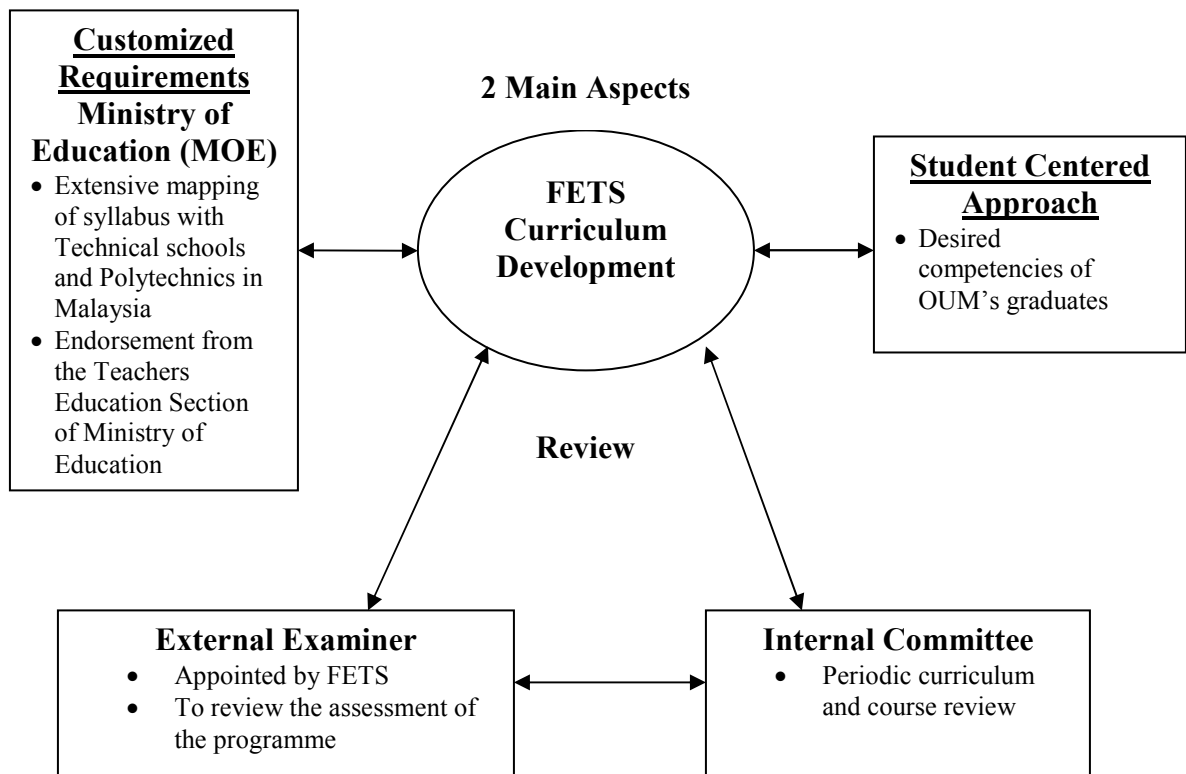 Customized
Requirements
Ministry of
Education (MOE)
• Extensive mapping
of syllabus with
Technical schools
and Polytechnics in
Malaysia
• Endorsement from
the Teachers
Education Section
of Ministry of
Education
2 Main Aspects
FETS
Curriculum
Development
Student Centered
Approach
• Desired
competencies of
OUM's graduates
Review
External Examiner
• Appointed by FETS
• To review the assessment of
the programme
Internal Committee
• Periodic curriculum
and course review